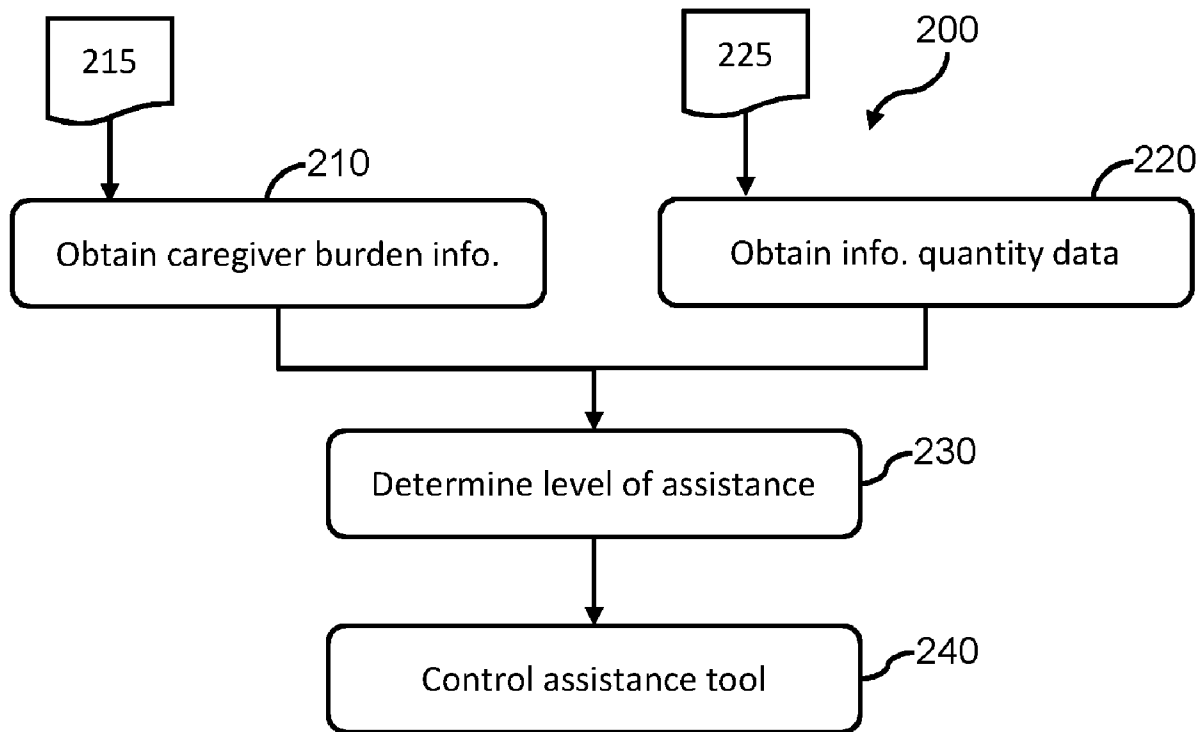 215
225
200
210
220
Obtain caregiver burden info.
Obtain info. quantity data
230
Determine level of assistance
240
Control assistance tool